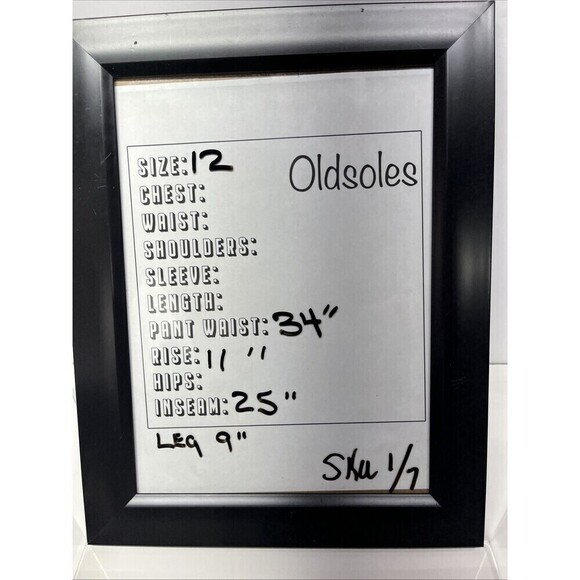 SIZE: 12
Oldsoles
CHEST:
WAIST:
SHOULDERS:
SLEEVE:
LENGTH:
PANT WAIST: 34"
RISE: 11"
HIPS:
INSEAM: 25"
LEG 9"
SKU 1/7